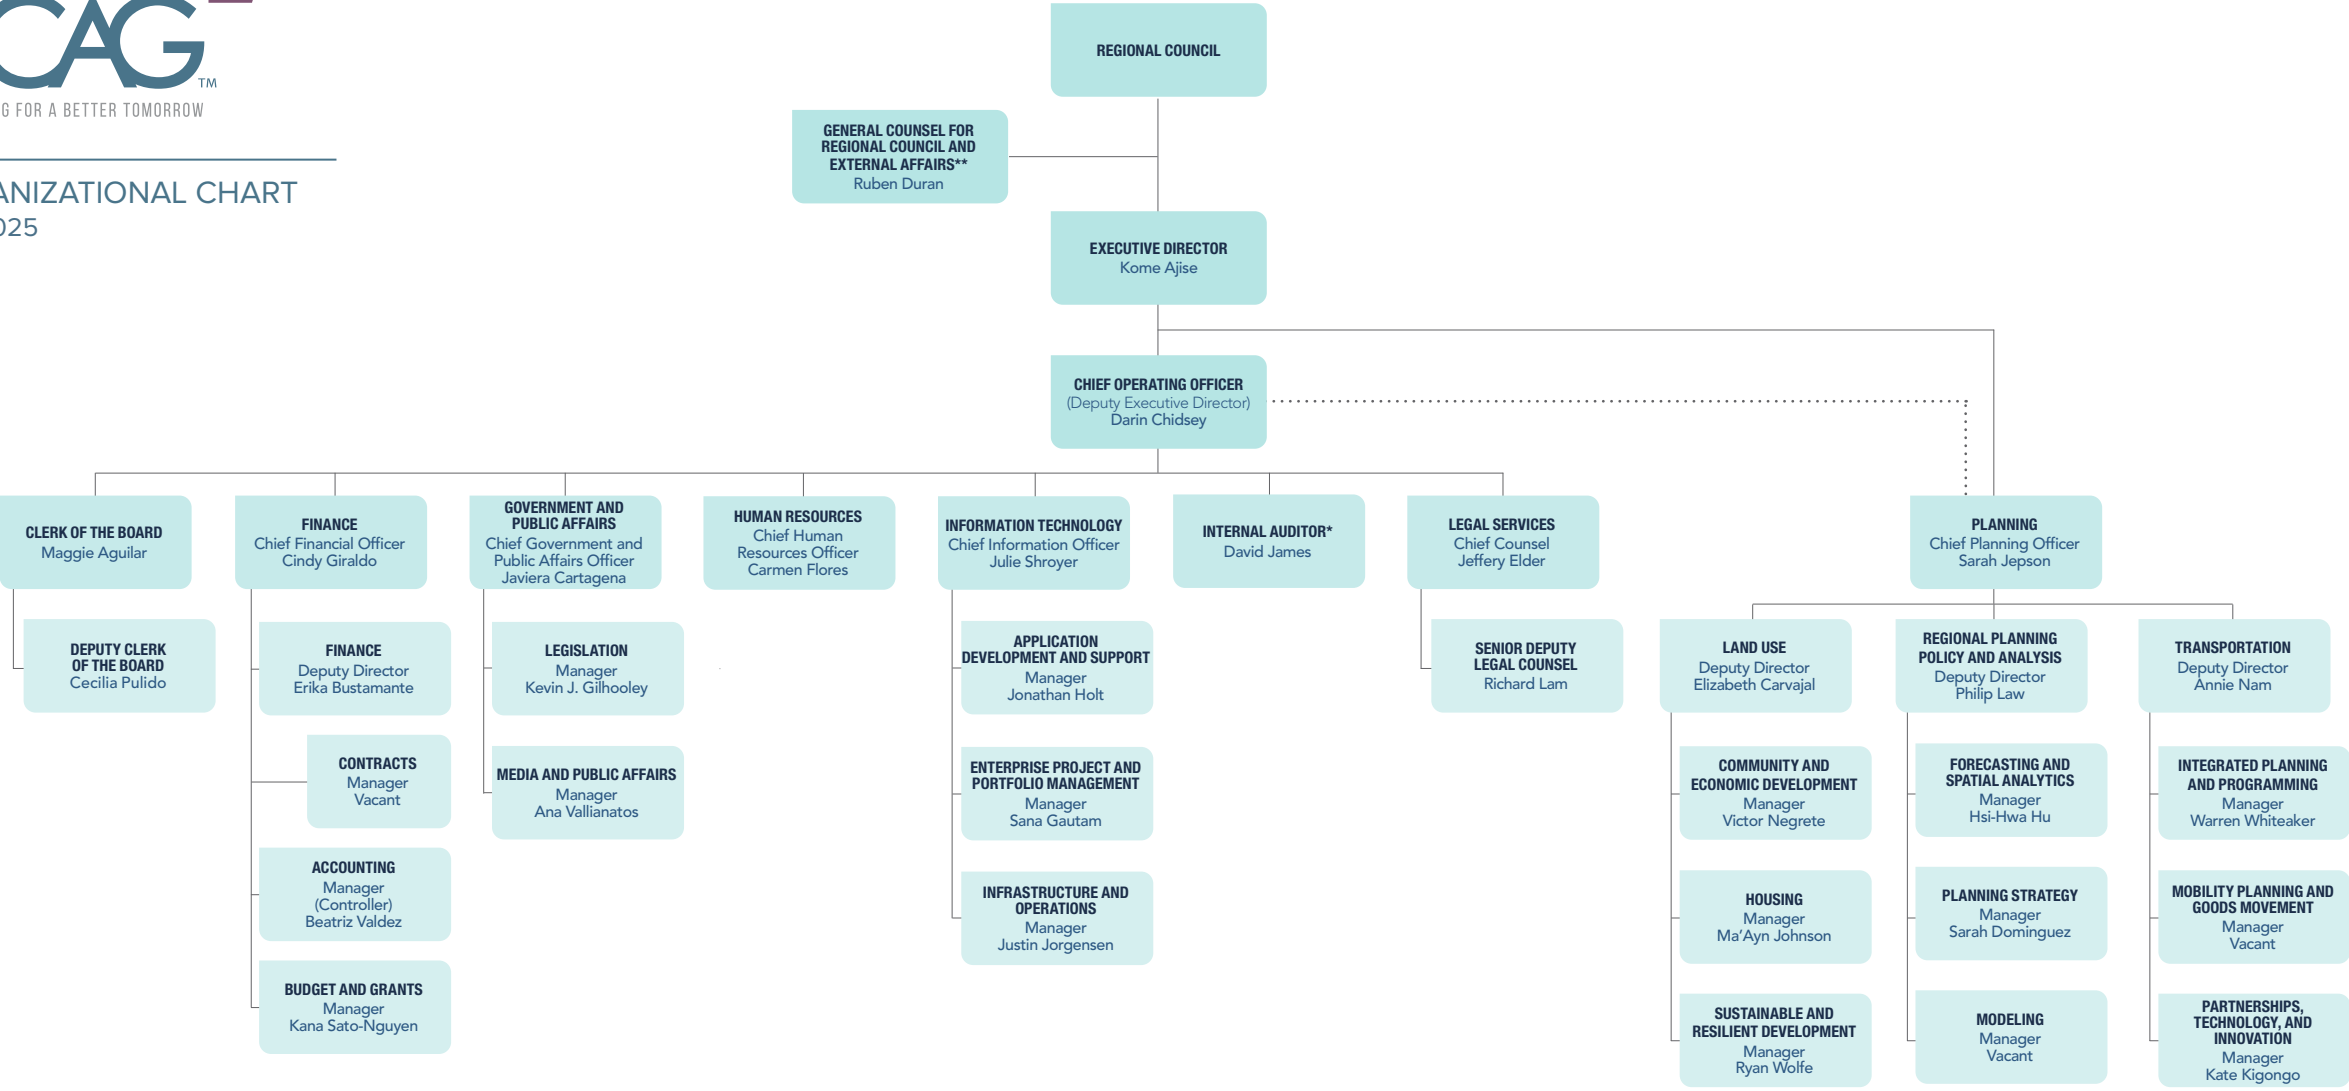 CAG
TM
G FOR A BETTER TOMORROW
ANIZATIONAL CHART
025
REGIONAL COUNCIL
GENERAL COUNSEL FOR
REGIONAL COUNCIL AND
EXTERNAL AFFAIRS**
Ruben Duran
EXECUTIVE DIRECTOR
Kome Ajise
CHIEF OPERATING OFFICER
(Deputy Executive Director)
Darin Chidsey
CLERK OF THE BOARD
Maggie Aguilar
DEPUTY CLERK
OF THE BOARD
Cecilia Pulido
FINANCE
Chief Financial Officer
Cindy Giraldo
FINANCE
Deputy Director
Erika Bustamante
CONTRACTS
Manager
Vacant
ACCOUNTING
Manager
(Controller)
Beatriz Valdez
BUDGET AND GRANTS
Manager
Kana Sato-Nguyen
GOVERNMENT AND
PUBLIC AFFAIRS
Chief Government and
Public Affairs Officer
Javiera Cartagena
LEGISLATION
Manager
Kevin J. Gilhooley
MEDIA AND PUBLIC AFFAIRS
Manager
Ana Vallianatos
HUMAN RESOURCES
Chief Human
Resources Officer
Carmen Flores
INFORMATION TECHNOLOGY
Chief Information Officer
Julie Shroyer
APPLICATION
DEVELOPMENT AND SUPPORT
Manager
Jonathan Holt
ENTERPRISE PROJECT AND
PORTFOLIO MANAGEMENT
Manager
Sana Gautam
INFRASTRUCTURE AND
OPERATIONS
Manager
Justin Jorgensen
INTERNAL AUDITOR*
David James
LEGAL SERVICES
Chief Counsel
Jeffery Elder
SENIOR DEPUTY
LEGAL COUNSEL
Richard Lam
PLANNING
Chief Planning Officer
Sarah Jepson
LAND USE
Deputy Director
Elizabeth Carvajal
COMMUNITY AND
ECONOMIC DEVELOPMENT
Manager
Victor Negrete
HOUSING
Manager
Ma'Ayn Johnson
SUSTAINABLE AND
RESILIENT DEVELOPMENT
Manager
Ryan Wolfe
REGIONAL PLANNING
POLICY AND ANALYSIS
Deputy Director
Philip Law
FORECASTING AND
SPATIAL ANALYTICS
Manager
Hsi-Hwa Hu
PLANNING STRATEGY
Manager
Sarah Dominguez
MODELING
Manager
Vacant
TRANSPORTATION
Deputy Director
Annie Nam
INTEGRATED PLANNING
AND PROGRAMMING
Manager
Warren Whiteaker
MOBILITY PLANNING AND
GOODS MOVEMENT
Manager
Vacant
PARTNERSHIPS,
TECHNOLOGY, AND
INNOVATION
Manager
Kate Kigongo